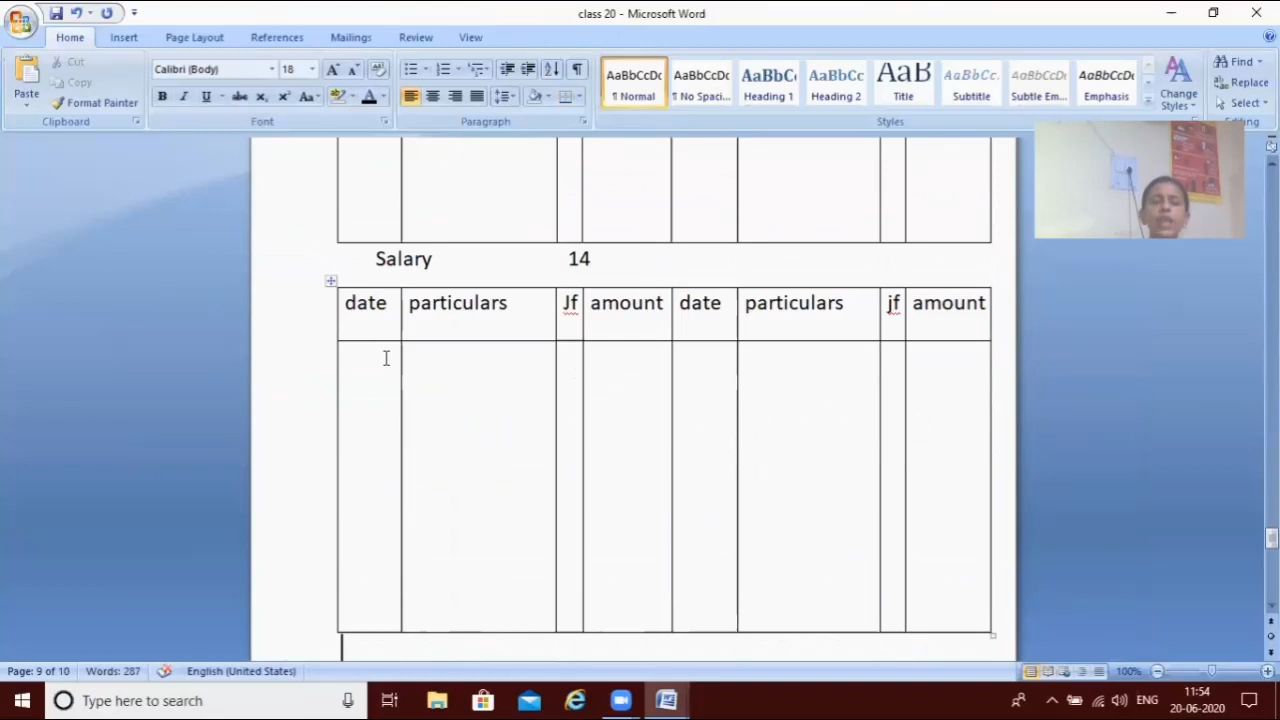 class 20 - Microsoft Word
Home Insert Page Layout References Mailings Review View
Paste
Cut
Copy
Format Painter
Clipboard
Calibri (Body) 18
Font
Paragraph
AaBbCcDc AaBbCcDc AaBbC AaBbCc AaB AaBbCc. AaBbCcDc AaBbCcDc
¶ Normal ¶ No Spaci... Heading 1 Heading 2 Title Subtitle Subtle Em... Emphasis
Change Styles
Styles
Find
Replace
Select
Editing
Salary 14
date particulars Jf amount date particulars jf amount
Page: 9 of 10 Words: 287 English (United States) 100%
Type here to search
ENG
11:54
20-06-2020